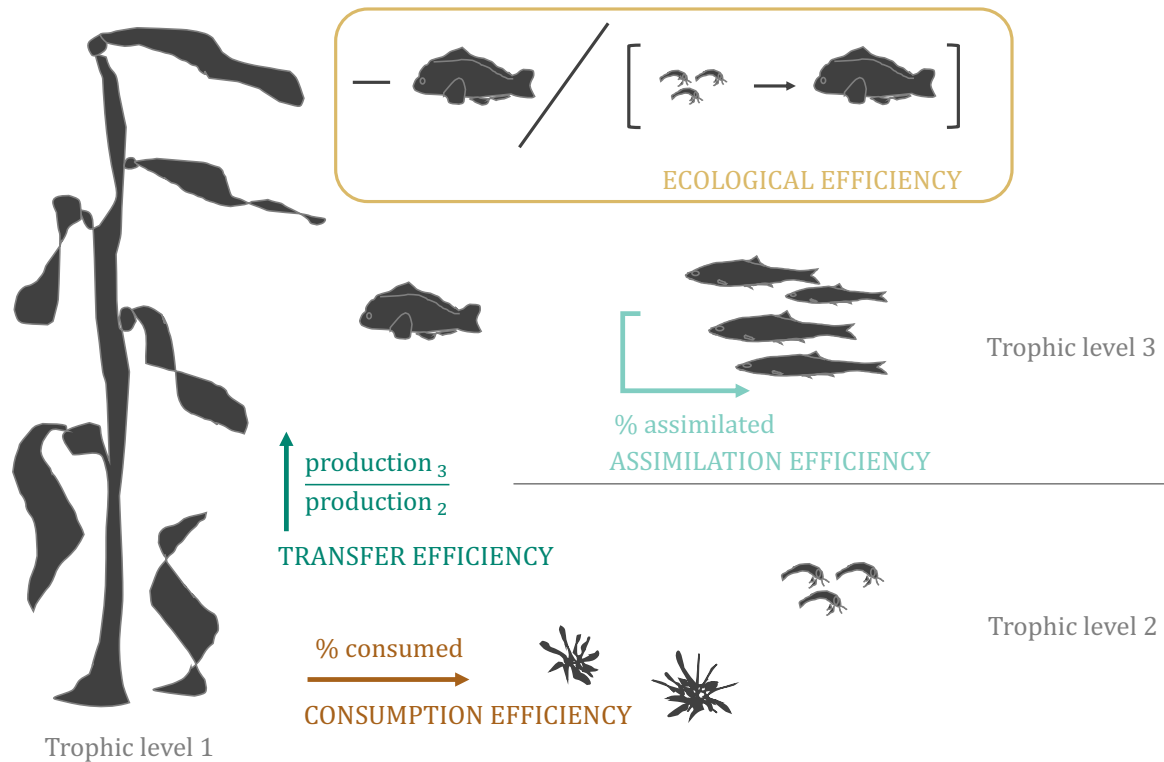 ECOLOGICAL EFFICIENCY
Trophic level 3
% assimilated
ASSIMILATION EFFICIENCY
production 3
production 2
TRANSFER EFFICIENCY
Trophic level 2
% consumed
CONSUMPTION EFFICIENCY
Trophic level 1